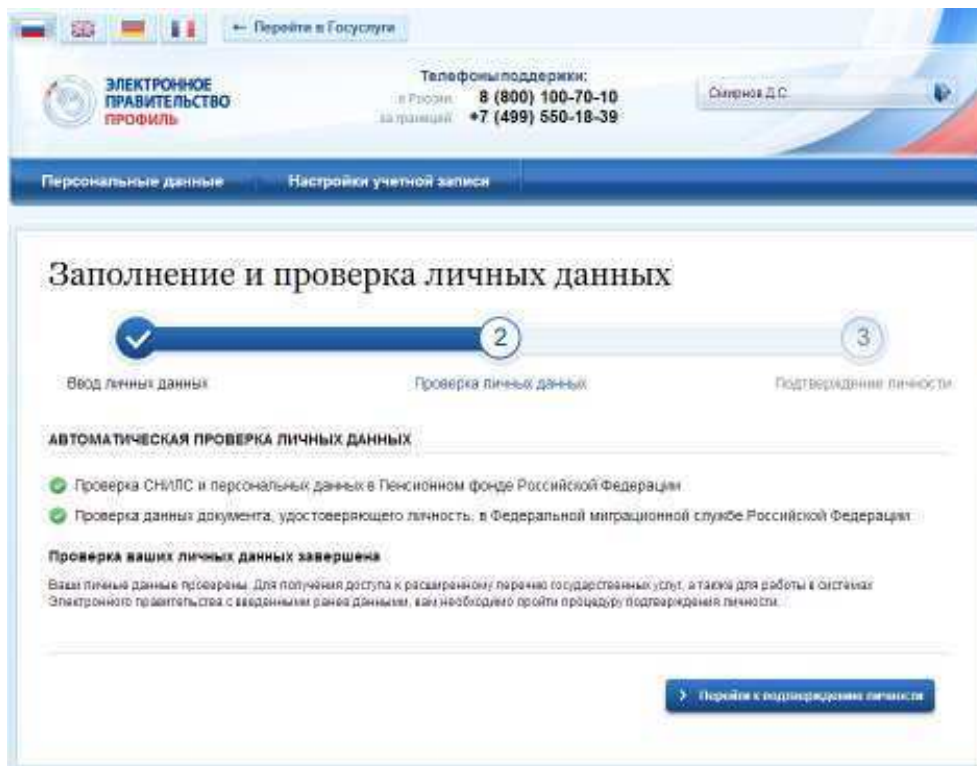 ← Перейти в Госуслуги
ЭЛЕКТРОННОЕ
ПРАВИТЕЛЬСТВО
ПРОФИЛЬ
Телефоны поддержки:
в России: 8 (800) 100-70-10
за границей: +7 (499) 550-18-39
Смирнов Д.С.
Персональные данные
Настройки учетной записи
Заполнение и проверка личных данных
2
3
Ввод личных данных
Проверка личных данных
Подтверждение личности
АВТОМАТИЧЕСКАЯ ПРОВЕРКА ЛИЧНЫХ ДАННЫХ
Проверка СНИЛС и персональных данных в Пенсионном фонде Российской Федерации
Проверка данных документа, удостоверяющего личность, в Федеральной миграционной службе Российской Федерации
Проверка ваших личных данных завершена
Ваши личные данные проверены. Для получения доступа к расширенному перечню государственных услуг, а также для работы в системах
Электронного правительства с введенными ранее данными, вам необходимо пройти процедуру подтверждения личности.
Перейти к подтверждению личности